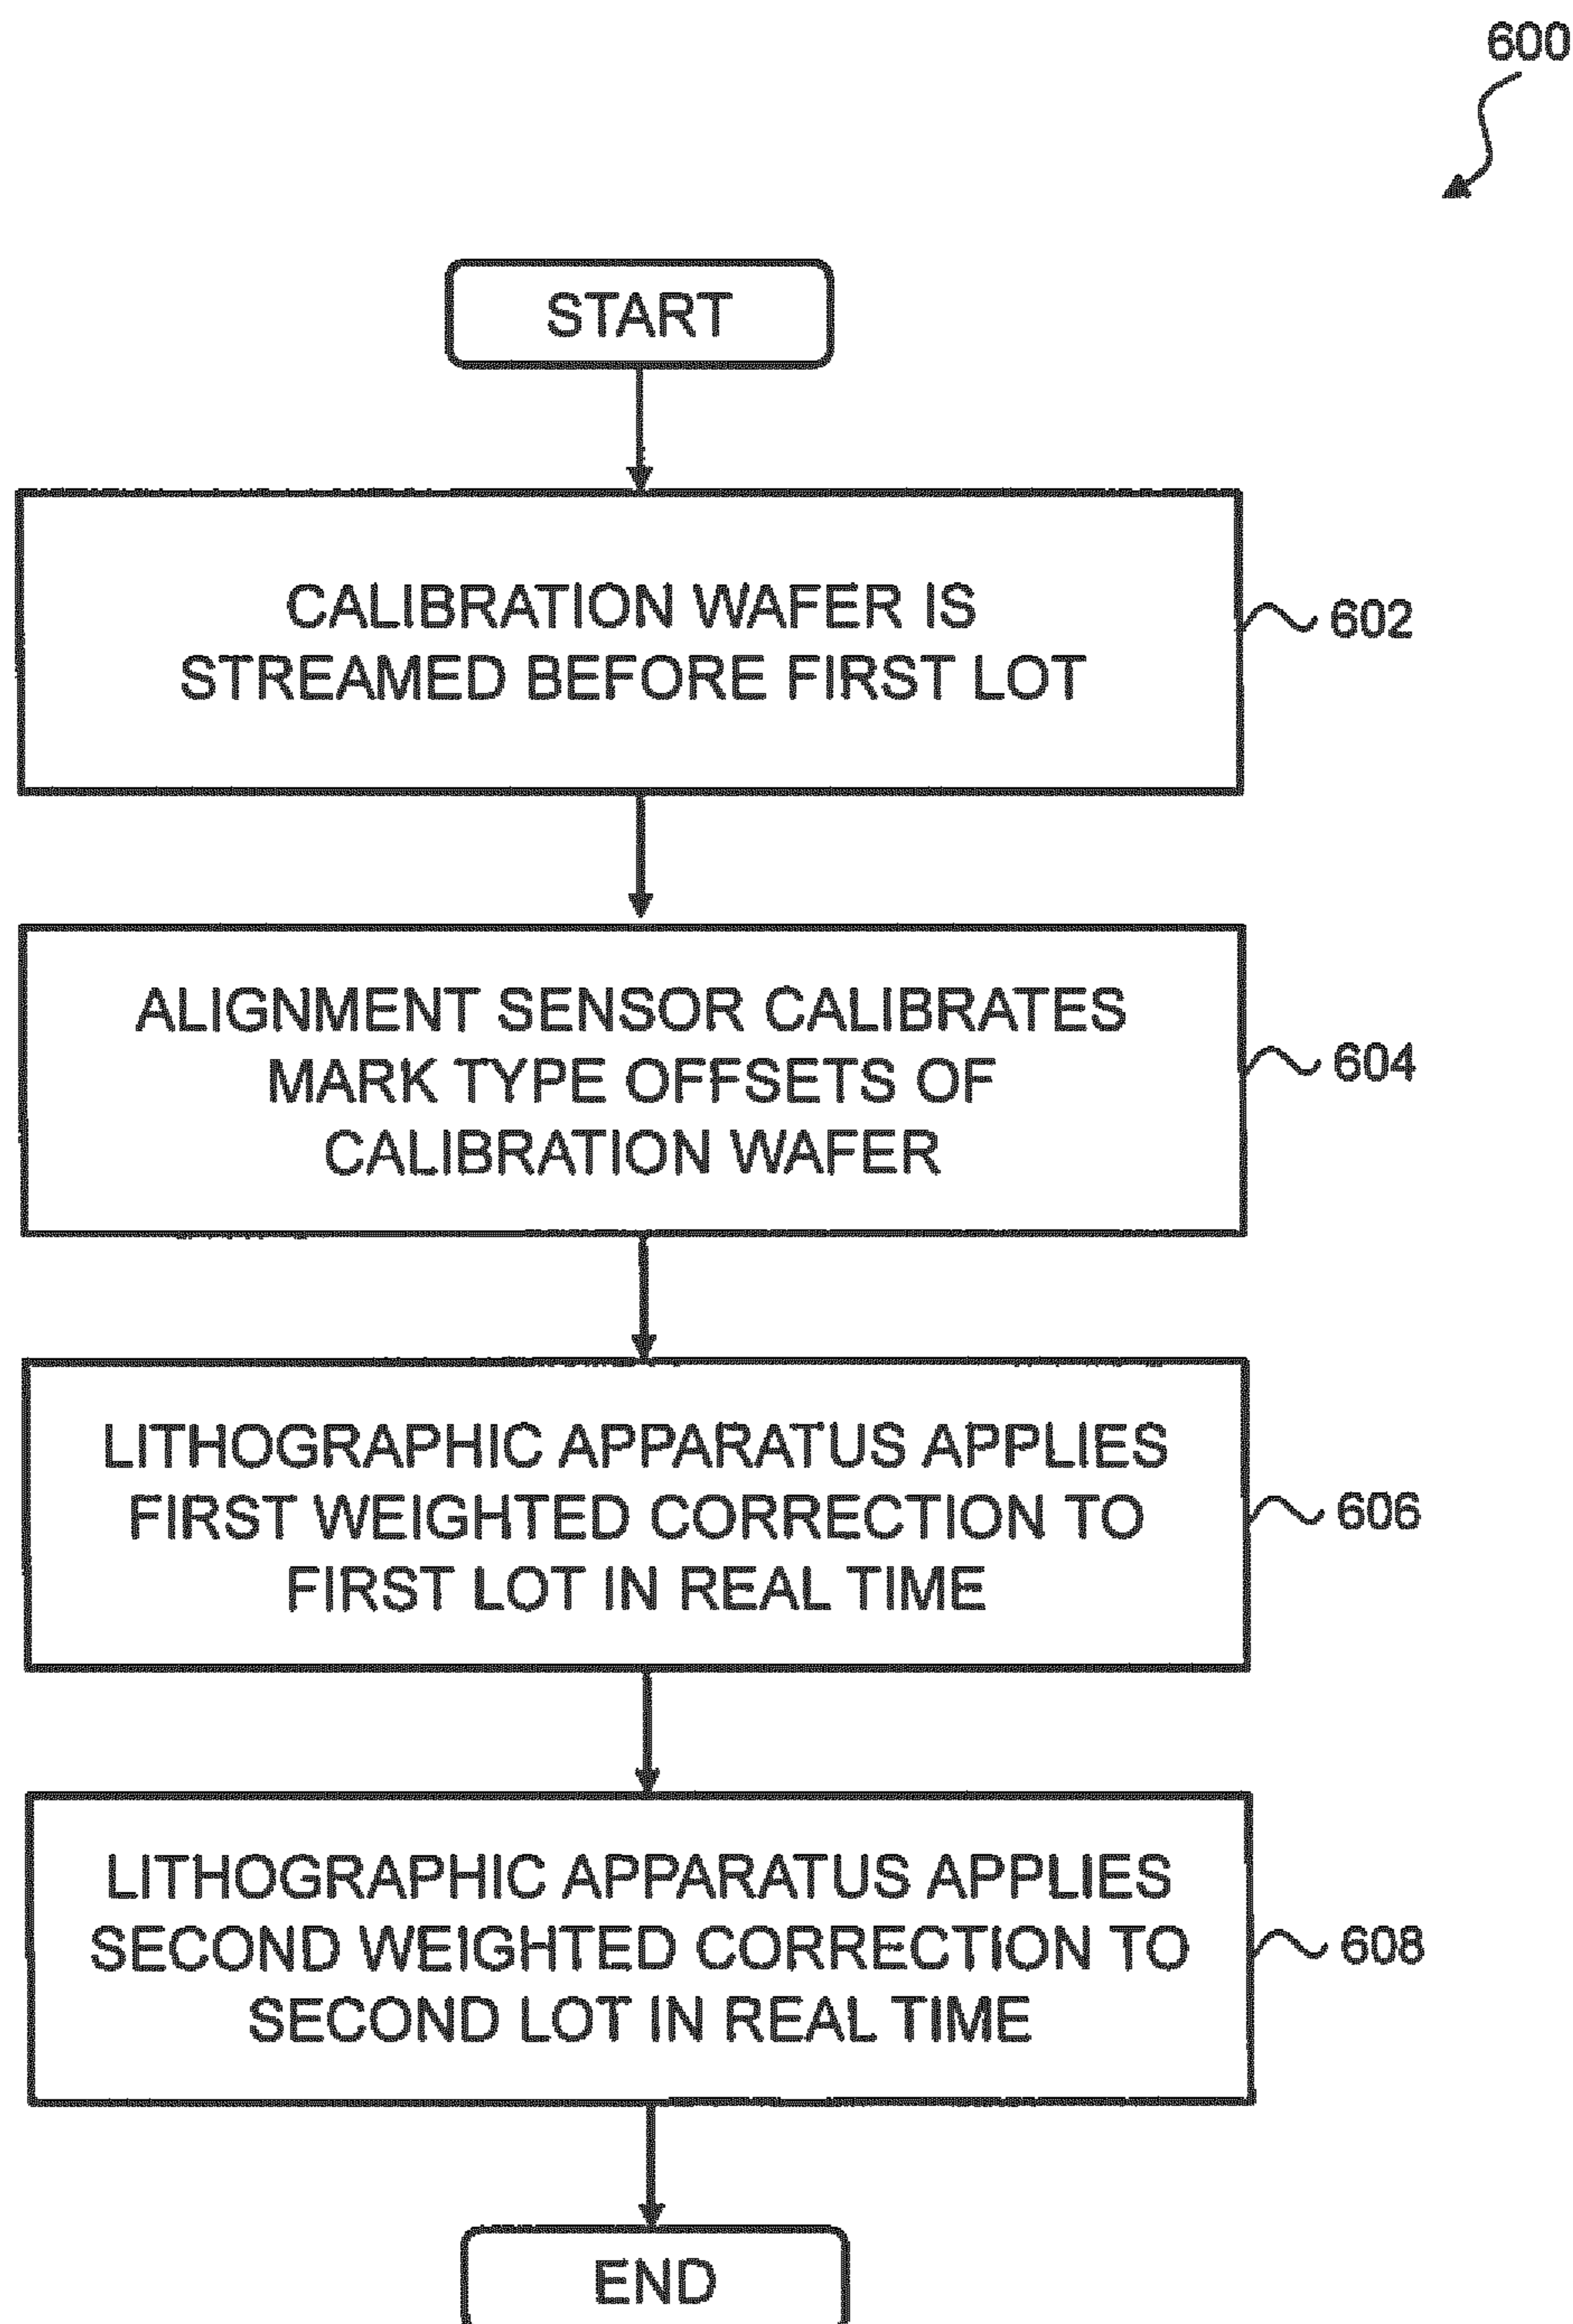 600
START
CALIBRATION WAFER IS
STREAMED BEFORE FIRST LOT
602
ALIGNMENT SENSOR CALIBRATES
MARK TYPE OFFSETS OF
CALIBRATION WAFER
604
LITHOGRAPHIC APPARATUS APPLIES
FIRST WEIGHTED CORRECTION TO
FIRST LOT IN REAL TIME
606
LITHOGRAPHIC APPARATUS APPLIES
SECOND WEIGHTED CORRECTION TO
SECOND LOT IN REAL TIME
608
END